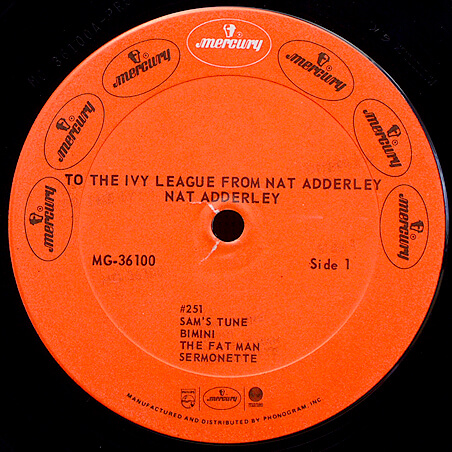 mercury
mercury
mercury
mercury
mercury
mercury
mercury
TO THE IVY LEAGUE FROM NAT ADDERLEY
NAT ADDERLEY
MG-36100
Side 1
#251
SAM'S TUNE
BIMINI
THE FAT MAN
SERMONETTE
mercury
MANUFACTURED AND DISTRIBUTED BY PHONOGRAM, INC.